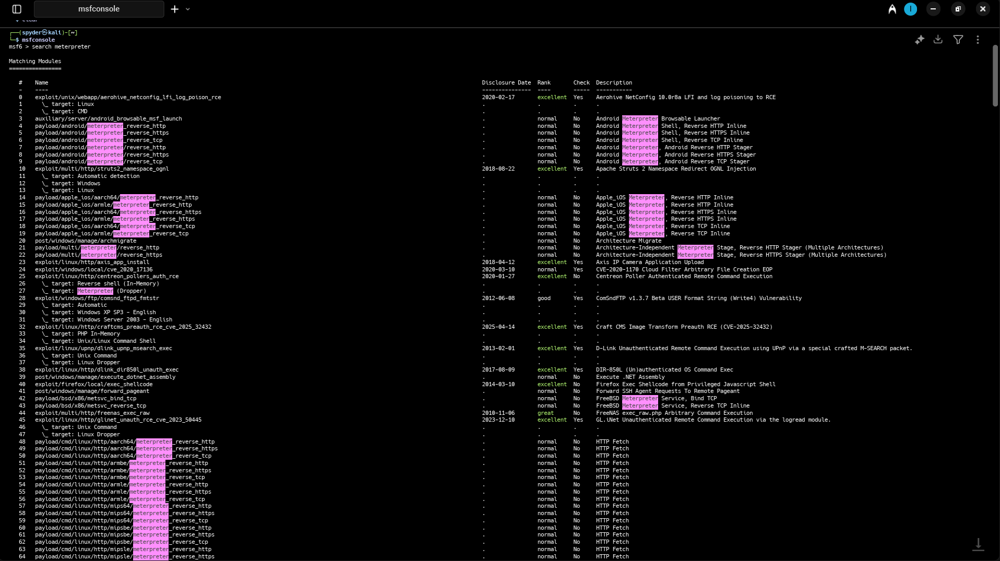 msfconsole
I
$ clear
┌──(spyder㉿kali)-[~]
└─$ msfconsole
msf6 > search meterpreter
Matching Modules
================
#    Name    Disclosure Date  Rank    Check  Description
-    ----    ---------------  ----    -----  -----------
0    exploit/unix/webapp/aerohive_netconfig_lfi_log_poison_rce    2020-02-17    excellent  Yes    Aerohive NetConfig 10.0r8a LFI and log poisoning to RCE
1      \_ target: Linux    .    .    .    .
2      \_ target: CMD    .    .    .    .
3    auxiliary/server/android_browsable_msf_launch    .    normal    No    Android Meterpreter Browsable Launcher
4    payload/android/meterpreter_reverse_http    .    normal    No    Android Meterpreter Shell, Reverse HTTP Inline
5    payload/android/meterpreter_reverse_https    .    normal    No    Android Meterpreter Shell, Reverse HTTPS Inline
6    payload/android/meterpreter_reverse_tcp    .    normal    No    Android Meterpreter Shell, Reverse TCP Inline
7    payload/android/meterpreter/reverse_http    .    normal    No    Android Meterpreter, Android Reverse HTTP Stager
8    payload/android/meterpreter/reverse_https    .    normal    No    Android Meterpreter, Android Reverse HTTPS Stager
9    payload/android/meterpreter/reverse_tcp    .    normal    No    Android Meterpreter, Android Reverse TCP Stager
10   exploit/multi/http/struts2_namespace_ognl    2018-08-22    excellent  Yes    Apache Struts 2 Namespace Redirect OGNL Injection
11     \_ target: Automatic detection    .    .    .    .
12     \_ target: Windows    .    .    .    .
13     \_ target: Linux    .    .    .    .
14   payload/apple_ios/aarch64/meterpreter_reverse_http    .    normal    No    Apple_iOS Meterpreter, Reverse HTTP Inline
15   payload/apple_ios/armle/meterpreter_reverse_http    .    normal    No    Apple_iOS Meterpreter, Reverse HTTP Inline
16   payload/apple_ios/aarch64/meterpreter_reverse_https    .    normal    No    Apple_iOS Meterpreter, Reverse HTTPS Inline
17   payload/apple_ios/armle/meterpreter_reverse_https    .    normal    No    Apple_iOS Meterpreter, Reverse HTTPS Inline
18   payload/apple_ios/aarch64/meterpreter_reverse_tcp    .    normal    No    Apple_iOS Meterpreter, Reverse TCP Inline
19   payload/apple_ios/armle/meterpreter_reverse_tcp    .    normal    No    Apple_iOS Meterpreter, Reverse TCP Inline
20   post/windows/manage/archmigrate    .    normal    No    Architecture Migrate
21   payload/multi/meterpreter/reverse_http    .    normal    No    Architecture-Independent Meterpreter Stage, Reverse HTTP Stager (Multiple Architectures)
22   payload/multi/meterpreter/reverse_https    .    normal    No    Architecture-Independent Meterpreter Stage, Reverse HTTPS Stager (Multiple Architectures)
23   exploit/linux/http/axis_app_install    2018-04-12    excellent  Yes    Axis IP Camera Application Upload
24   exploit/windows/local/cve_2020_17136    2020-03-10    normal    Yes    CVE-2020-1170 Cloud Filter Arbitrary File Creation EOP
25   exploit/linux/http/centreon_pollers_auth_rce    2020-01-27    excellent  No    Centreon Poller Authenticated Remote Command Execution
26     \_ target: Reverse shell (In-Memory)    .    .    .    .
27     \_ target: Meterpreter (Dropper)    .    .    .    .
28   exploit/windows/ftp/comsnd_ftpd_fmtstr    2012-06-08    good    Yes    ComSndFTP v1.3.7 Beta USER Format String (Write4) Vulnerability
29     \_ target: Automatic    .    .    .    .
30     \_ target: Windows XP SP3 - English    .    .    .    .
31     \_ target: Windows Server 2003 - English    .    .    .    .
32   exploit/linux/http/craftcms_preauth_rce_cve_2025_32432    2025-04-14    excellent  Yes    Craft CMS Image Transform Preauth RCE (CVE-2025-32432)
33     \_ target: PHP In-Memory    .    .    .    .
34     \_ target: Unix/Linux Command Shell    .    .    .    .
35   exploit/linux/upnp/dlink_upnp_msearch_exec    2013-02-01    excellent  Yes    D-Link Unauthenticated Remote Command Execution using UPnP via a special crafted M-SEARCH packet.
36     \_ target: Unix Command    .    .    .    .
37     \_ target: Linux Dropper    .    .    .    .
38   exploit/linux/http/dlink_dir850l_unauth_exec    2017-08-09    excellent  Yes    DIR-850L (Un)authenticated OS Command Exec
39   post/windows/manage/execute_dotnet_assembly    .    normal    No    Execute .NET Assembly
40   exploit/firefox/local/exec_shellcode    2014-03-10    excellent  No    Firefox Exec Shellcode from Privileged Javascript Shell
41   post/windows/manage/forward_pageant    .    normal    No    Forward SSH Agent Requests To Remote Pageant
42   payload/bsd/x86/metsvc_bind_tcp    .    normal    No    FreeBSD Meterpreter Service, Bind TCP
43   payload/bsd/x86/metsvc_reverse_tcp    .    normal    No    FreeBSD Meterpreter Service, Reverse TCP Inline
44   exploit/multi/http/freenas_exec_raw    2010-11-06    great    No    FreeNAS exec_raw.php Arbitrary Command Execution
45   exploit/linux/http/glinet_unauth_rce_cve_2023_50445    2023-12-10    excellent  Yes    GL.iNet Unauthenticated Remote Command Execution via the logread module.
46     \_ target: Unix Command    .    .    .    .
47     \_ target: Linux Dropper    .    .    .    .
48   payload/cmd/linux/http/aarch64/meterpreter_reverse_http    .    normal    No    HTTP Fetch
49   payload/cmd/linux/http/aarch64/meterpreter_reverse_https    .    normal    No    HTTP Fetch
50   payload/cmd/linux/http/aarch64/meterpreter_reverse_tcp    .    normal    No    HTTP Fetch
51   payload/cmd/linux/http/armbe/meterpreter_reverse_http    .    normal    No    HTTP Fetch
52   payload/cmd/linux/http/armbe/meterpreter_reverse_https    .    normal    No    HTTP Fetch
53   payload/cmd/linux/http/armbe/meterpreter_reverse_tcp    .    normal    No    HTTP Fetch
54   payload/cmd/linux/http/armle/meterpreter_reverse_http    .    normal    No    HTTP Fetch
55   payload/cmd/linux/http/armle/meterpreter_reverse_https    .    normal    No    HTTP Fetch
56   payload/cmd/linux/http/armle/meterpreter_reverse_tcp    .    normal    No    HTTP Fetch
57   payload/cmd/linux/http/mips64/meterpreter_reverse_http    .    normal    No    HTTP Fetch
58   payload/cmd/linux/http/mips64/meterpreter_reverse_https    .    normal    No    HTTP Fetch
59   payload/cmd/linux/http/mips64/meterpreter_reverse_tcp    .    normal    No    HTTP Fetch
60   payload/cmd/linux/http/mipsbe/meterpreter_reverse_http    .    normal    No    HTTP Fetch
61   payload/cmd/linux/http/mipsbe/meterpreter_reverse_https    .    normal    No    HTTP Fetch
62   payload/cmd/linux/http/mipsbe/meterpreter_reverse_tcp    .    normal    No    HTTP Fetch
63   payload/cmd/linux/http/mipsle/meterpreter_reverse_http    .    normal    No    HTTP Fetch
64   payload/cmd/linux/http/mipsle/meterpreter_reverse_https    .    normal    No    HTTP Fetch